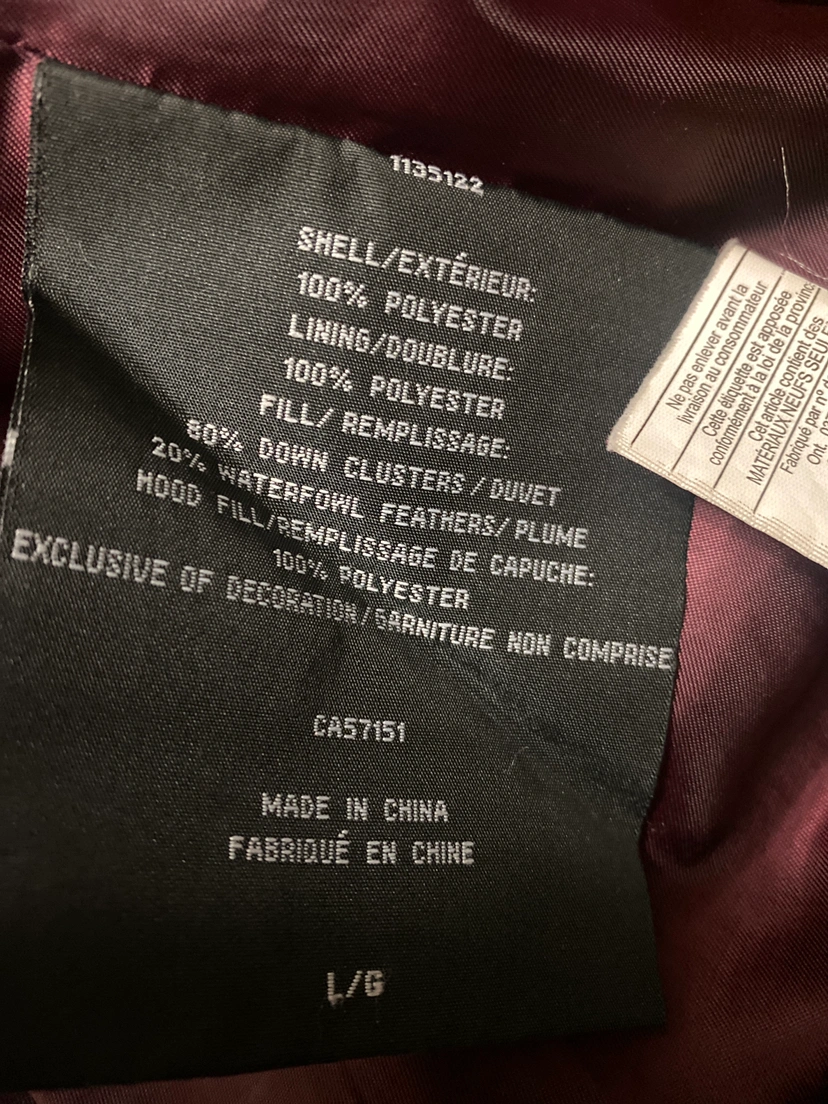 1135122
SHELL/EXTÉRIEUR:
100% POLYESTER
LINING/DOUBLURE:
100% POLYESTER
FILL/ REMPLISSAGE:
80% DOWN CLUSTERS / DUVET
20% WATERFOWL FEATHERS/ PLUME
HOOD FILL/REMPLISSAGE DE CAPUCHE:
100% POLYESTER
EXCLUSIVE OF DECORATION/GARNITURE NON COMPRISE
CA57151
MADE IN CHINA
FABRIQUÉ EN CHINE
L/G
Ne pas enlever avant la
livraison au consommateur
Cette étiquette est apposée
conformément à la loi de la
Cet article contient des
MATÉRIAUX NEUFS
Fabriqué par n°
Ont.